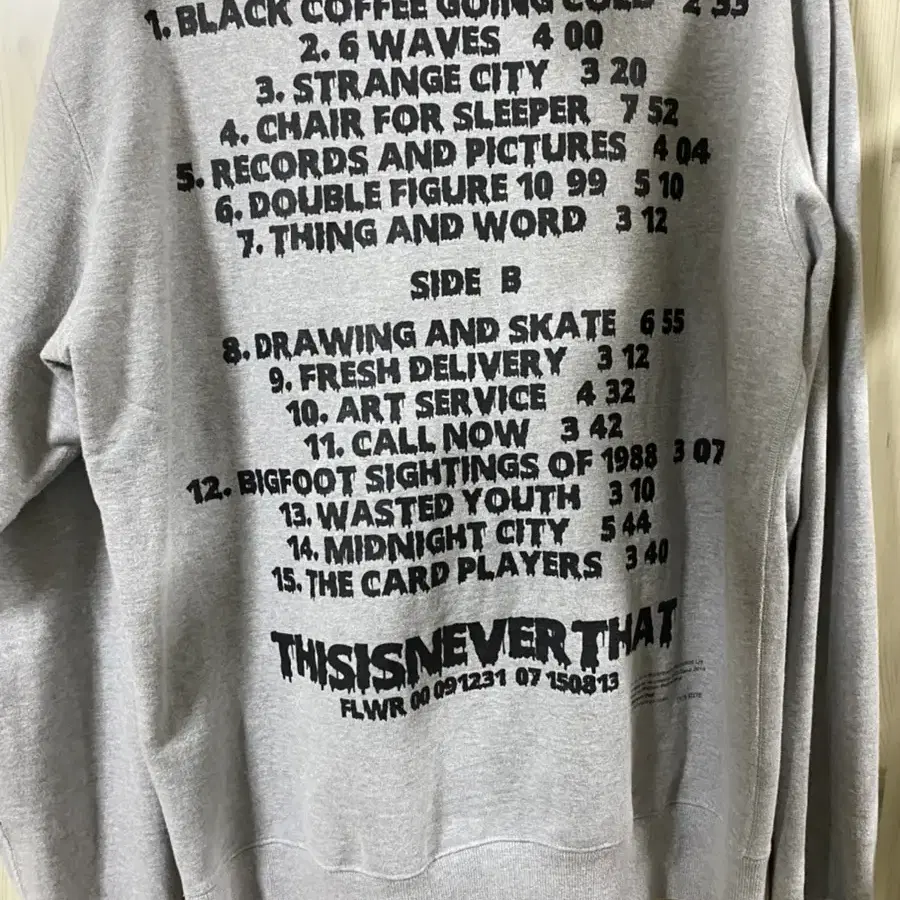 1. BLACK COFFEE GOING COLD 2 33
2. 6 WAVES 4 00
3. STRANGE CITY 3 20
4. CHAIR FOR SLEEPER 7 52
5. RECORDS AND PICTURES 4 04
6. DOUBLE FIGURE 10 99 5 10
7. THING AND WORD 3 12
SIDE B
8. DRAWING AND SKATE 6 55
9. FRESH DELIVERY 3 12
10. ART SERVICE 4 32
11. CALL NOW 3 42
12. BIGFOOT SIGHTINGS OF 1988 3 07
13. WASTED YOUTH 3 10
14. MIDNIGHT CITY 5 44
15. THE CARD PLAYERS 3 40
THISISNEVERTHAT
FLWR 00 091231 07 150813